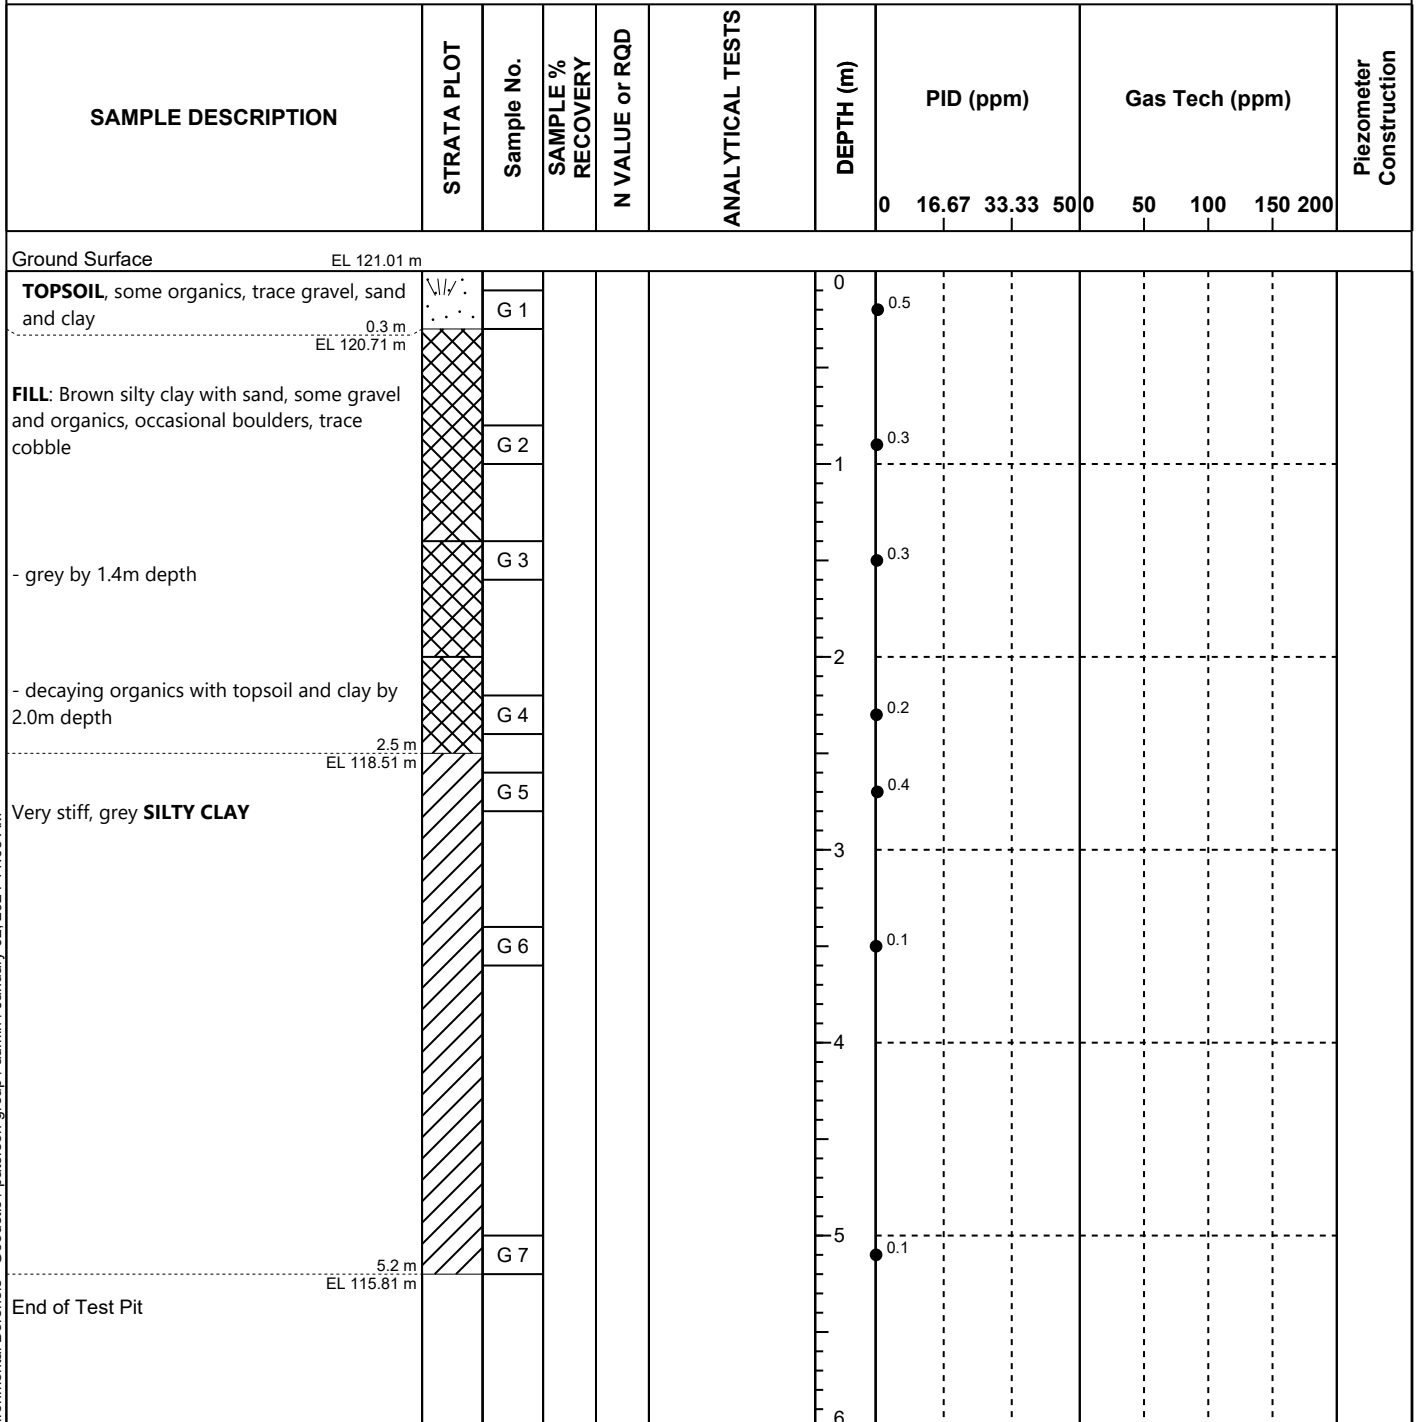 SAMPLE DESCRIPTION
STRATA PLOT
Sample No.
SAMPLE %
RECOVERY
N VALUE or RQD
ANALYTICAL TESTS
DEPTH (m)
PID (ppm)
0 16.67 33.33 50
Gas Tech (ppm)
0 50 100 150 200
Piezometer
Construction
Ground Surface EL 121.01 m
0
TOPSOIL, some organics, trace gravel, sand
and clay
G 1
0.5
0.3 m
EL 120.71 m
FILL: Brown silty clay with sand, some gravel
and organics, occasional boulders, trace
cobble
G 2
0.3
1
G 3
0.3
- grey by 1.4m depth
2
- decaying organics with topsoil and clay by
2.0m depth
G 4
0.2
2.5 m
EL 118.51 m
G 5
0.4
Very stiff, grey SILTY CLAY
3
G 6
0.1
4
5
G 7
0.1
5.2 m
EL 115.81 m
End of Test Pit
6